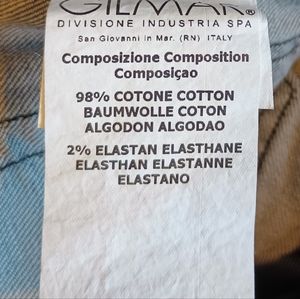 GILMAR®
DIVISIONE INDUSTRIA SPA
San Giovanni in Mar. (RN) ITALY
Composizione Composition
Composiçao
98% COTONE COTTON
BAUMWOLLE COTON
ALGODON ALGODAO
2% ELASTAN ELASTHANE
ELASTHAN ELASTANNE
ELASTANO